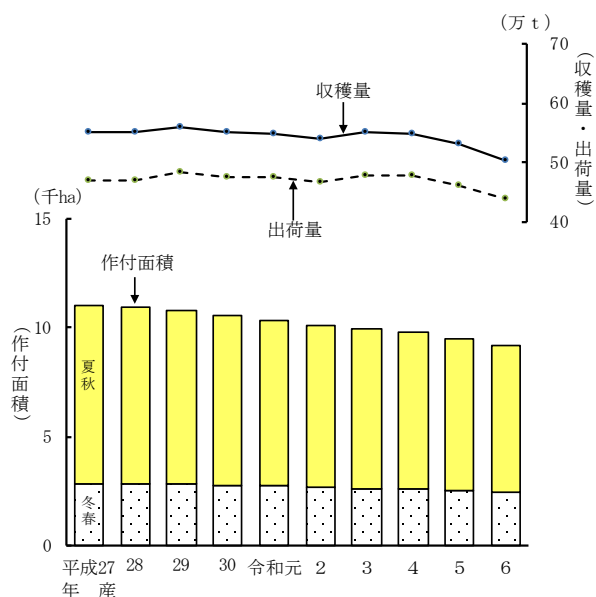 (万t)
70
60
50
40
(収穫量・出荷量)
収穫量
出荷量
(千ha)
15
10
5
0
(作付面積)
作付面積
夏秋
冬春
平成27年産
28
29
30
令和元
2
3
4
5
6